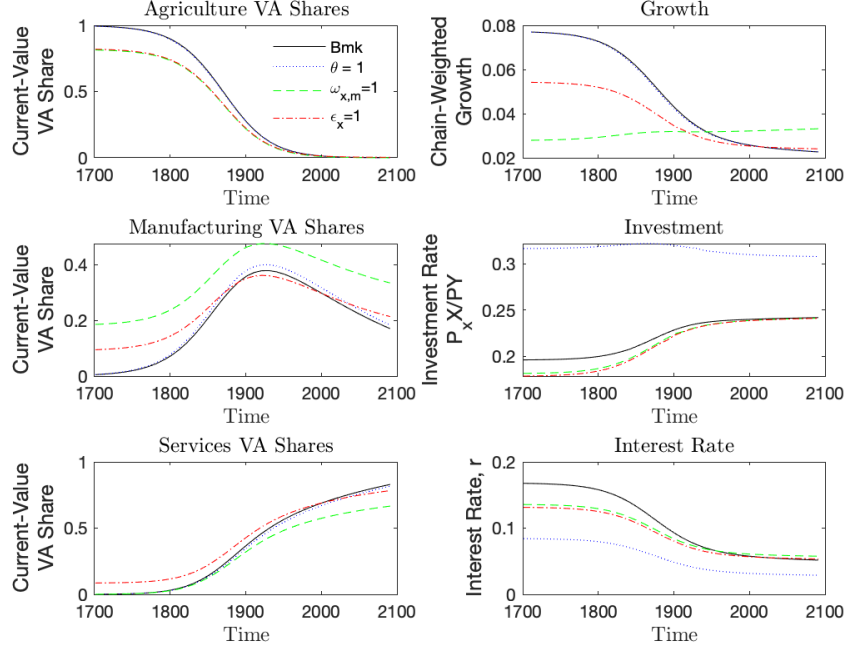 Agriculture VA Shares
Current-Value
VA Share
1
0.5
0
1700
1800
1900
2000
2100
Time
Bmk
θ = 1
ω_{x,m}=1
ϵ_x=1
Growth
Chain-Weighted
Growth
0.08
0.06
0.04
0.02
1700
1800
1900
2000
2100
Time
Manufacturing VA Shares
Current-Value
VA Share
0.4
0.2
0
1700
1800
1900
2000
2100
Time
Investment
Investment Rate
P_xX/PY
0.3
0.25
0.2
1700
1800
1900
2000
2100
Time
Services VA Shares
Current-Value
VA Share
1
0.5
0
1700
1800
1900
2000
2100
Time
Interest Rate
Interest Rate, r
0.2
0.1
0
1700
1800
1900
2000
2100
Time